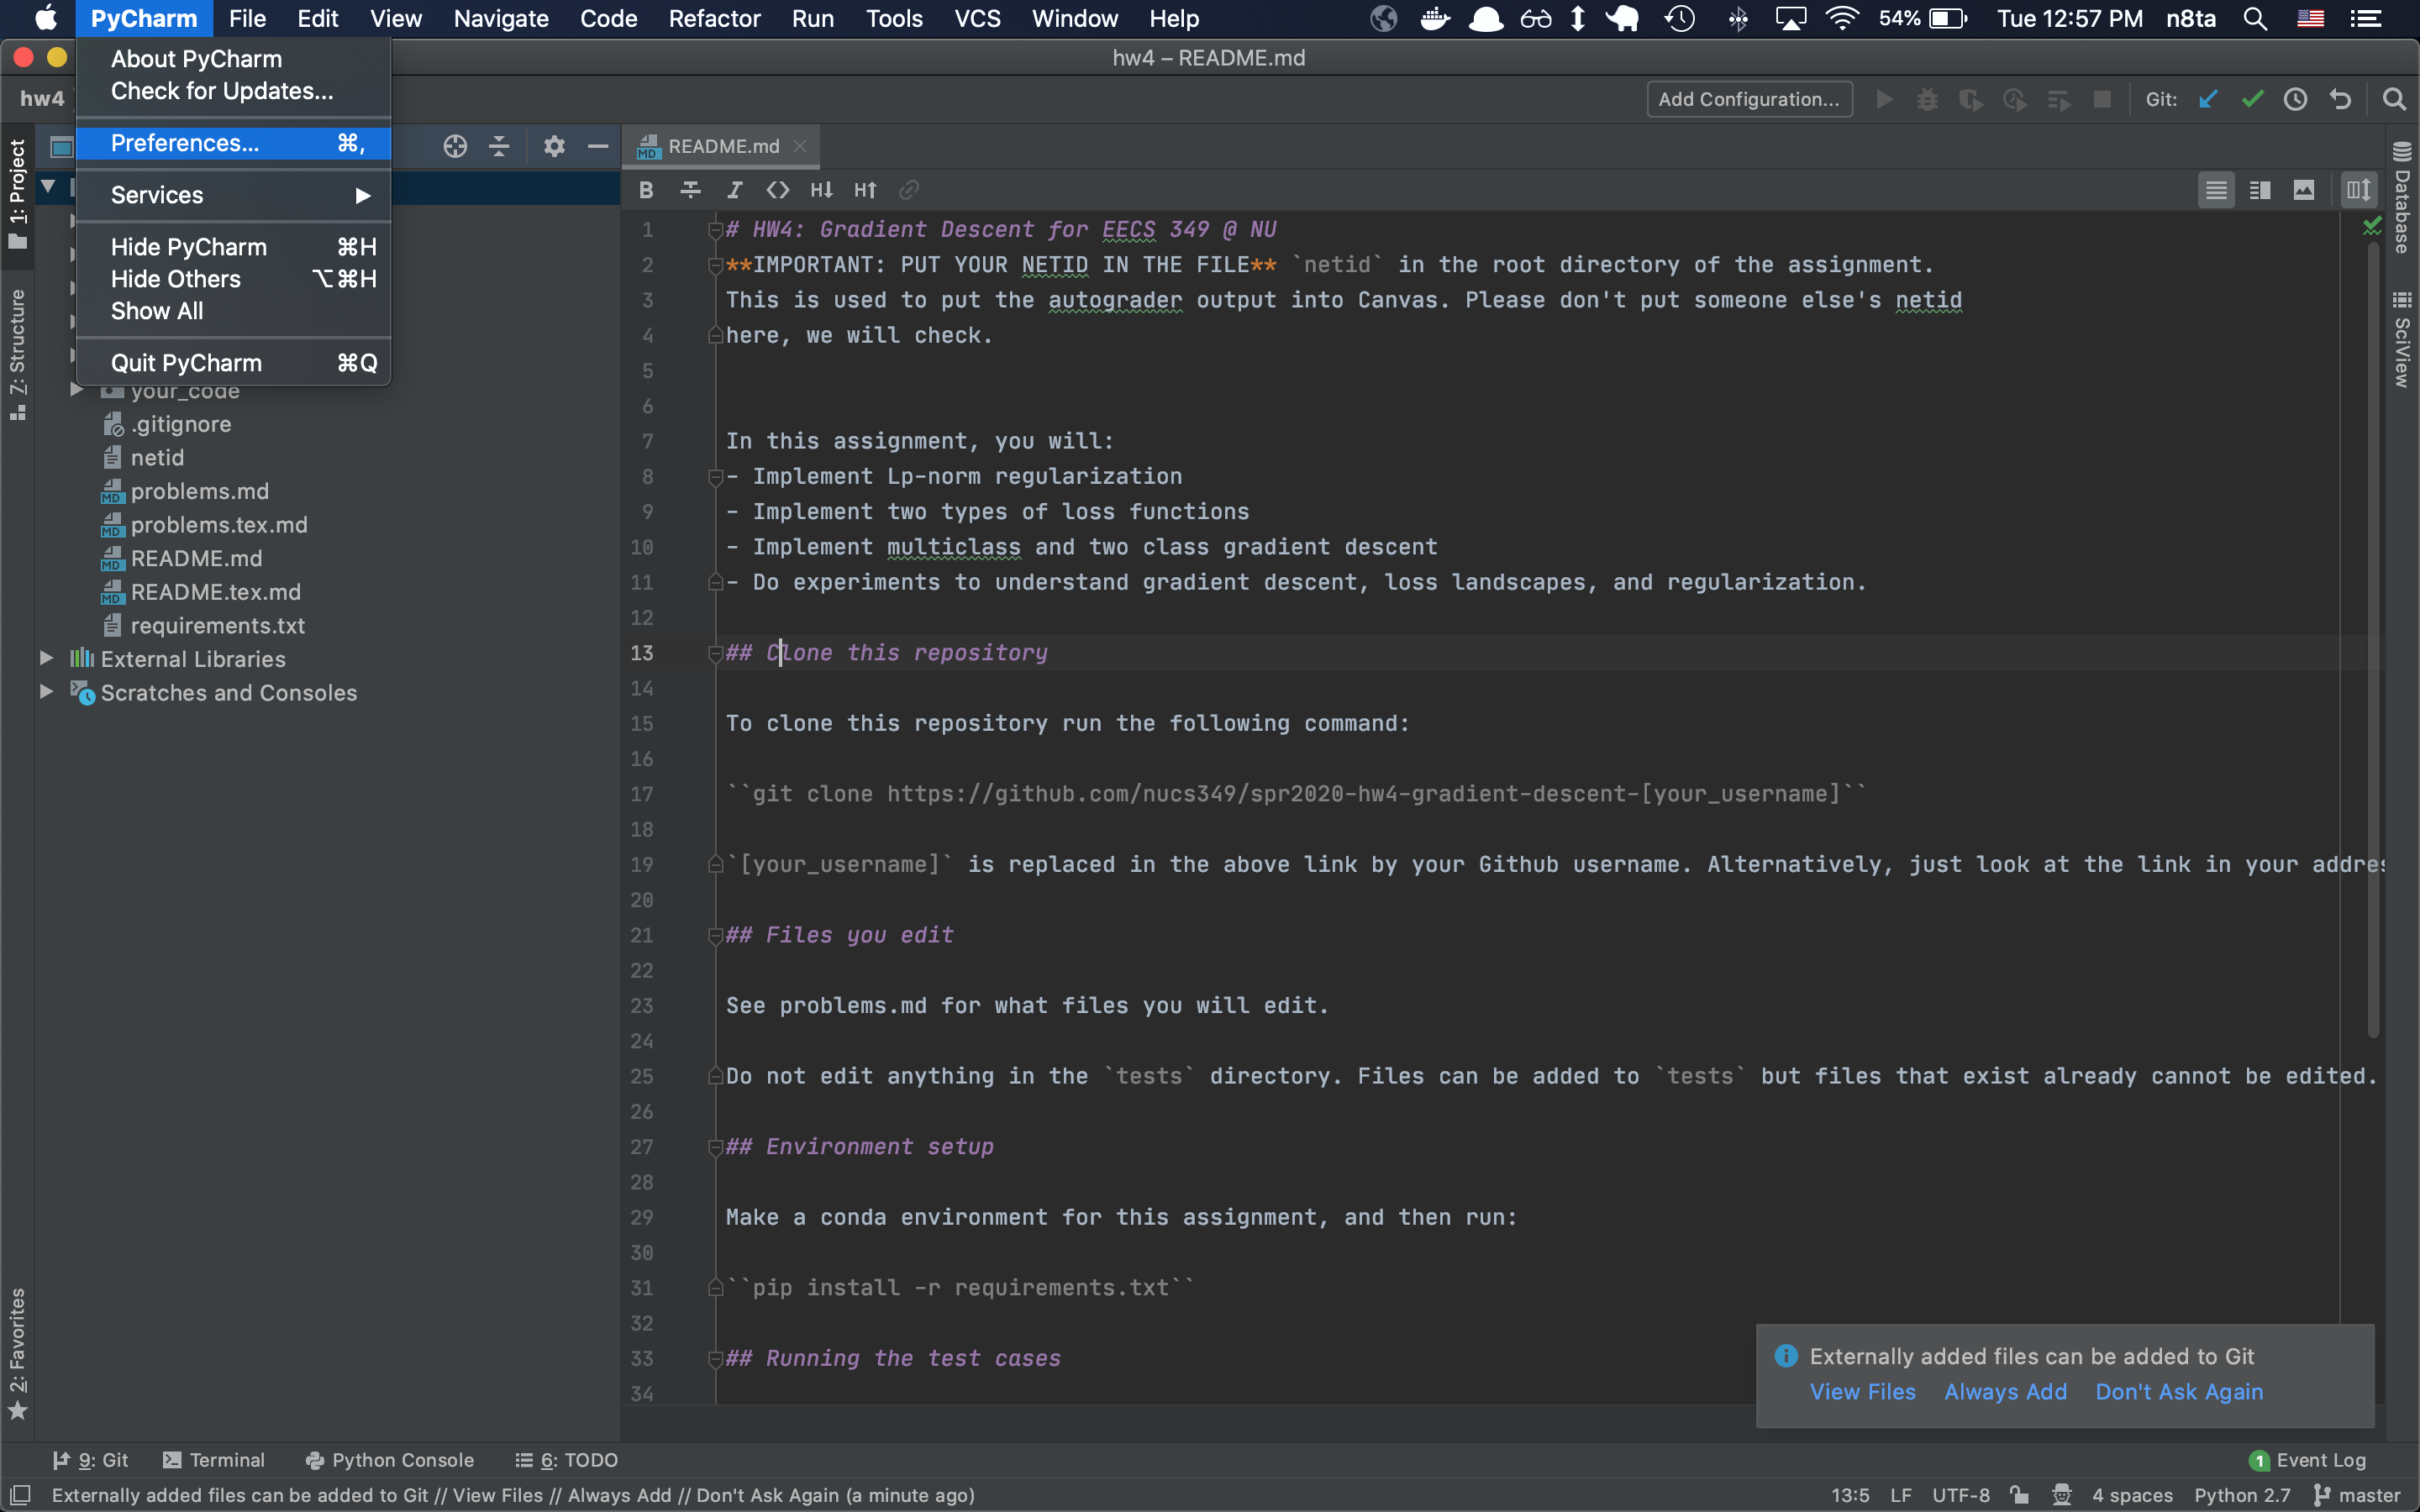 PyCharm File Edit View Navigate Code Refactor Run Tools VCS Window Help 54% Tue 12:57 PM n8ta
hw4 – README.md
About PyCharm
Check for Updates...
Preferences... ⌘,
Services ▶
Hide PyCharm ⌘H
Hide Others ⌥⌘H
Show All
Quit PyCharm ⌘Q
hw4
Add Configuration...
Git:
1: Project
7: Structure
2: Favorites
your_code
.gitignore
netid
MD problems.md
MD problems.tex.md
MD README.md
MD README.tex.md
requirements.txt
External Libraries
Scratches and Consoles
MD README.md
B I <> H↓ H↑
1 # HW4: Gradient Descent for EECS 349 @ NU
2 **IMPORTANT: PUT YOUR NETID IN THE FILE** `netid` in the root directory of the assignment.
3 This is used to put the autograder output into Canvas. Please don't put someone else's netid
4 here, we will check.
5
6
7 In this assignment, you will:
8 - Implement Lp-norm regularization
9 - Implement two types of loss functions
10 - Implement multiclass and two class gradient descent
11 - Do experiments to understand gradient descent, loss landscapes, and regularization.
12
13 ## Clone this repository
14
15 To clone this repository run the following command:
16
17 ``git clone https://github.com/nucs349/spr2020-hw4-gradient-descent-[your_username]``
18
19 `[your_username]` is replaced in the above link by your Github username. Alternatively, just look at the link in your addres
20
21 ## Files you edit
22
23 See problems.md for what files you will edit.
24
25 Do not edit anything in the `tests` directory. Files can be added to `tests` but files that exist already cannot be edited.
26
27 ## Environment setup
28
29 Make a conda environment for this assignment, and then run:
30
31 ``pip install -r requirements.txt``
32
33 ## Running the test cases
34
Database
SciView
Externally added files can be added to Git
View Files Always Add Don't Ask Again
9: Git Terminal Python Console 6: TODO 1 Event Log
Externally added files can be added to Git // View Files // Always Add // Don't Ask Again (a minute ago) 13:5 LF UTF-8 4 spaces Python 2.7 master